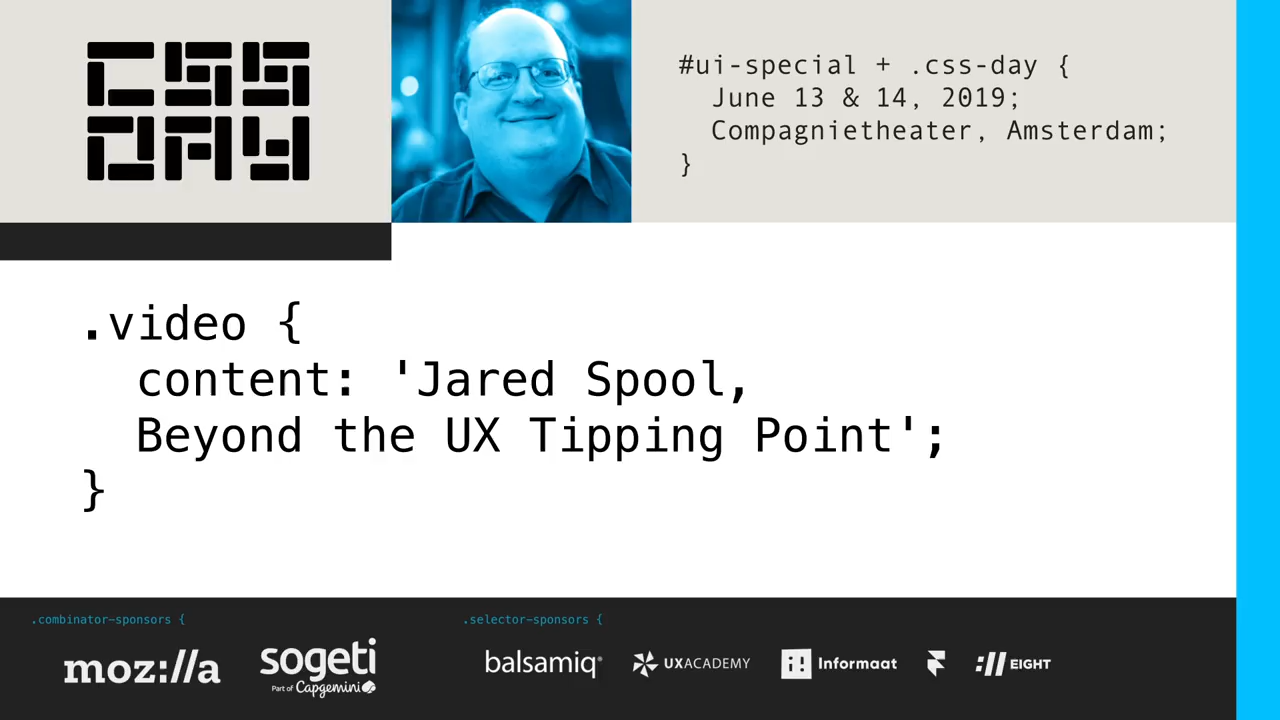 CSS
DAY
#ui-special + .css-day {
June 13 & 14, 2019;
Compagnietheater, Amsterdam;
}
.video {
content: 'Jared Spool,
Beyond the UX Tipping Point';
}
.combinator-sponsors {
moz://a
sogeti
Part of Capgemini
.selector-sponsors {
balsamiq®
UXACADEMY
i! Informaat
://EIGHT